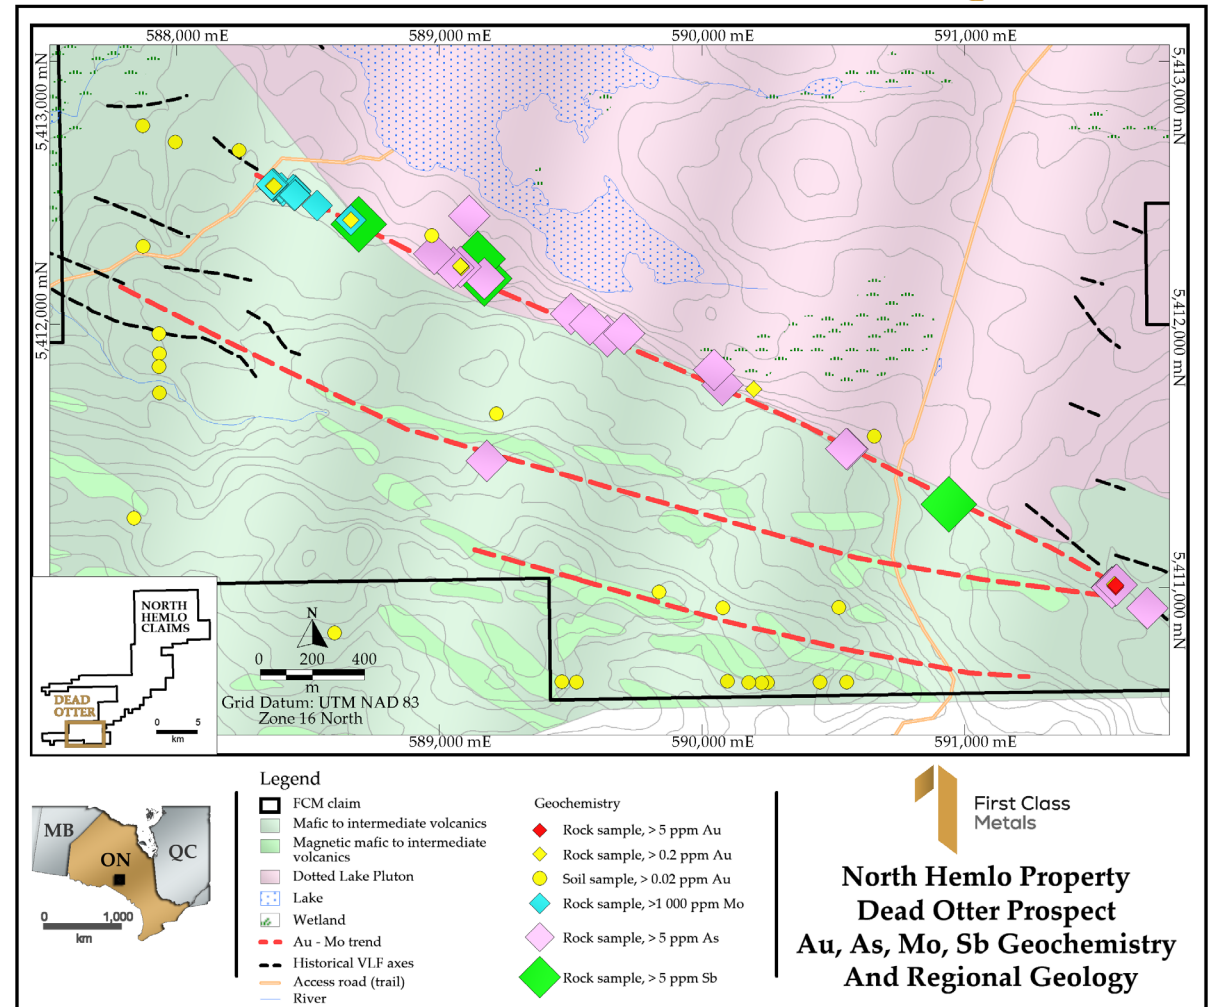 588,000 mE
589,000 mE
590,000 mE
591,000 mE
5,413,000 mN
5,413,000 mN
5,412,000 mN
5,412,000 mN
5,411,000 mN
NORTH
HEMLO
CLAIMS
DEAD
OTTER
0 5
km
N
0 200 400
m
Grid Datum: UTM NAD 83
Zone 16 North
589,000 mE
590,000 mE
591,000 mE
MB
ON
QC
0 1,000
km
Legend
FCM claim
Mafic to intermediate volcanics
Magnetic mafic to intermediate
volcanics
Dotted Lake Pluton
Lake
Wetland
Au - Mo trend
Historical VLF axes
Access road (trail)
River
Geochemistry
Rock sample, > 5 ppm Au
Rock sample, > 0.2 ppm Au
Soil sample, > 0.02 ppm Au
Rock sample, >1 000 ppm Mo
Rock sample, > 5 ppm As
Rock sample, > 5 ppm Sb
First Class
Metals
North Hemlo Property
Dead Otter Prospect
Au, As, Mo, Sb Geochemistry
And Regional Geology